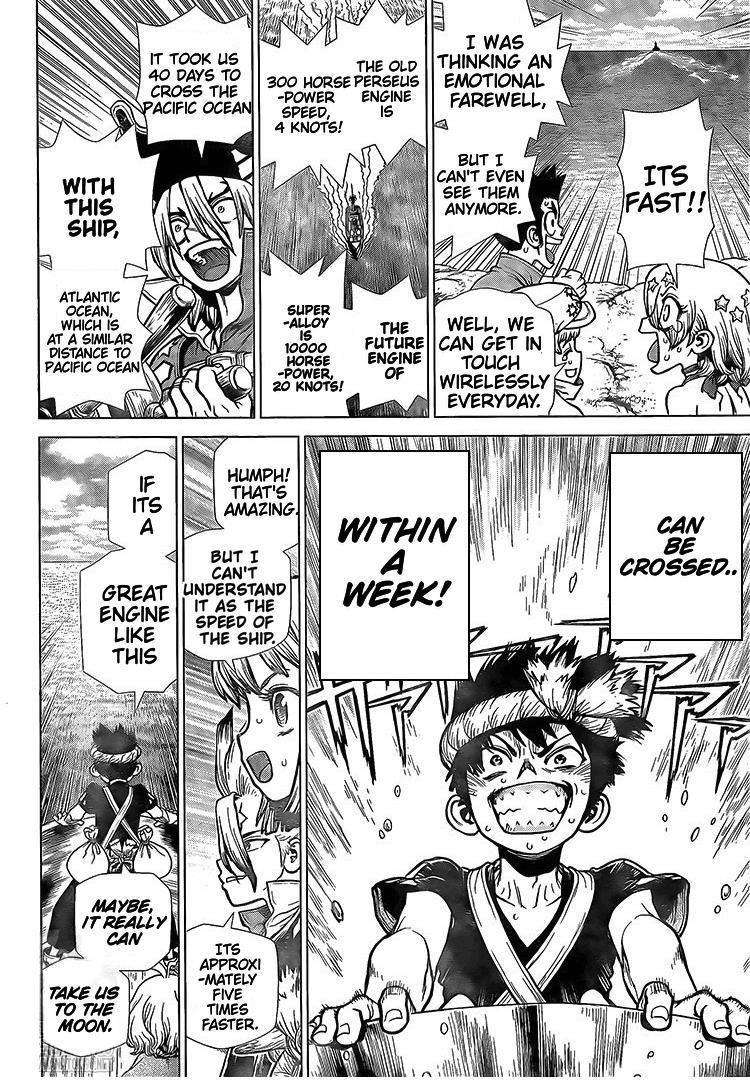 ITS
FAST!!
I WAS
THINKING AN
EMOTIONAL
FAREWELL,
BUT I
CAN'T EVEN
SEE THEM
ANYMORE.
WELL, WE
CAN GET IN
TOUCH
WIRELESSLY
EVERYDAY.
THE OLD
PERSEUS
ENGINE
IS
300 HORSE
-POWER
SPEED,
4 KNOTS!
THE
FUTURE
ENGINE
OF
SUPER
-ALLOY
IS
10000
HORSE
-POWER,
20 KNOTS!
IT TOOK US
40 DAYS TO
CROSS THE
PACIFIC OCEAN
WITH
THIS
SHIP,
ATLANTIC
OCEAN,
WHICH IS
AT A SIMILAR
DISTANCE TO
PACIFIC OCEAN
CAN
BE
CROSSED..
WITHIN
A
WEEK!
HUMPH!
THAT'S
AMAZING.
BUT I
CAN'T
UNDERSTAND
IT AS THE
SPEED OF
THE SHIP.
ITS
APPROXI
-MATELY
FIVE
TIMES
FASTER.
IF
ITS
A
GREAT
ENGINE
LIKE
THIS
MAYBE,
IT REALLY
CAN
TAKE US
TO THE
MOON.